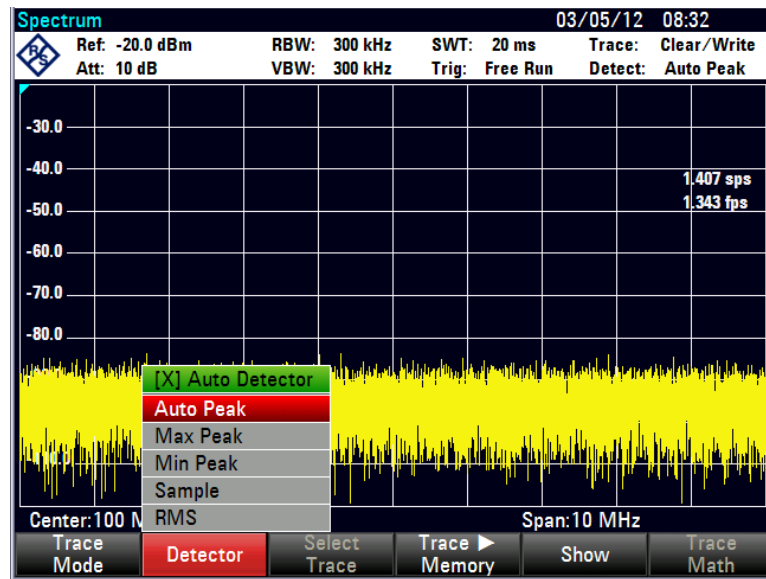 Spectrum 03/05/12 08:32
R&S Ref: -20.0 dBm RBW: 300 kHz SWT: 20 ms Trace: Clear/Write
Att: 10 dB VBW: 300 kHz Trig: Free Run Detect: Auto Peak
-30.0
-40.0
1.407 sps
-50.0
1.343 fps
-60.0
-70.0
-80.0
[X] Auto Detector
Auto Peak
Max Peak
Min Peak
Sample
RMS
Center:100 Span:10 MHz
Trace Mode
Detector
Select Trace
Trace ▶ Memory
Show
Trace Math